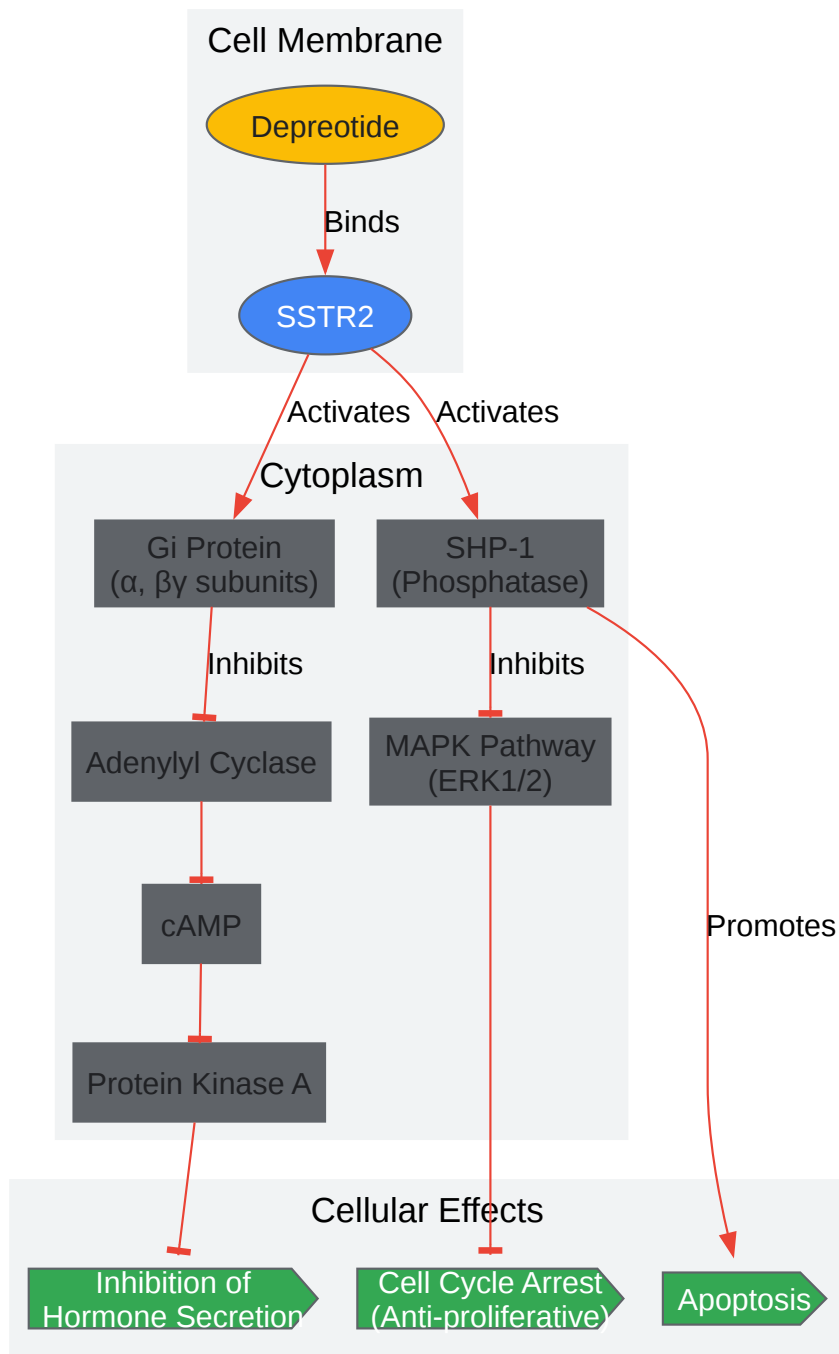 Cell Membrane
Depreotide
Binds
SSTR2
Activates
Activates
Cytoplasm
Gi Protein
(α, βγ subunits)
SHP-1
(Phosphatase)
Inhibits
Inhibits
Adenylyl Cyclase
MAPK Pathway
(ERK1/2)
cAMP
Promotes
Protein Kinase A
Cellular Effects
Inhibition of
Hormone Secretion
Cell Cycle Arrest
(Anti-proliferative)
Apoptosis